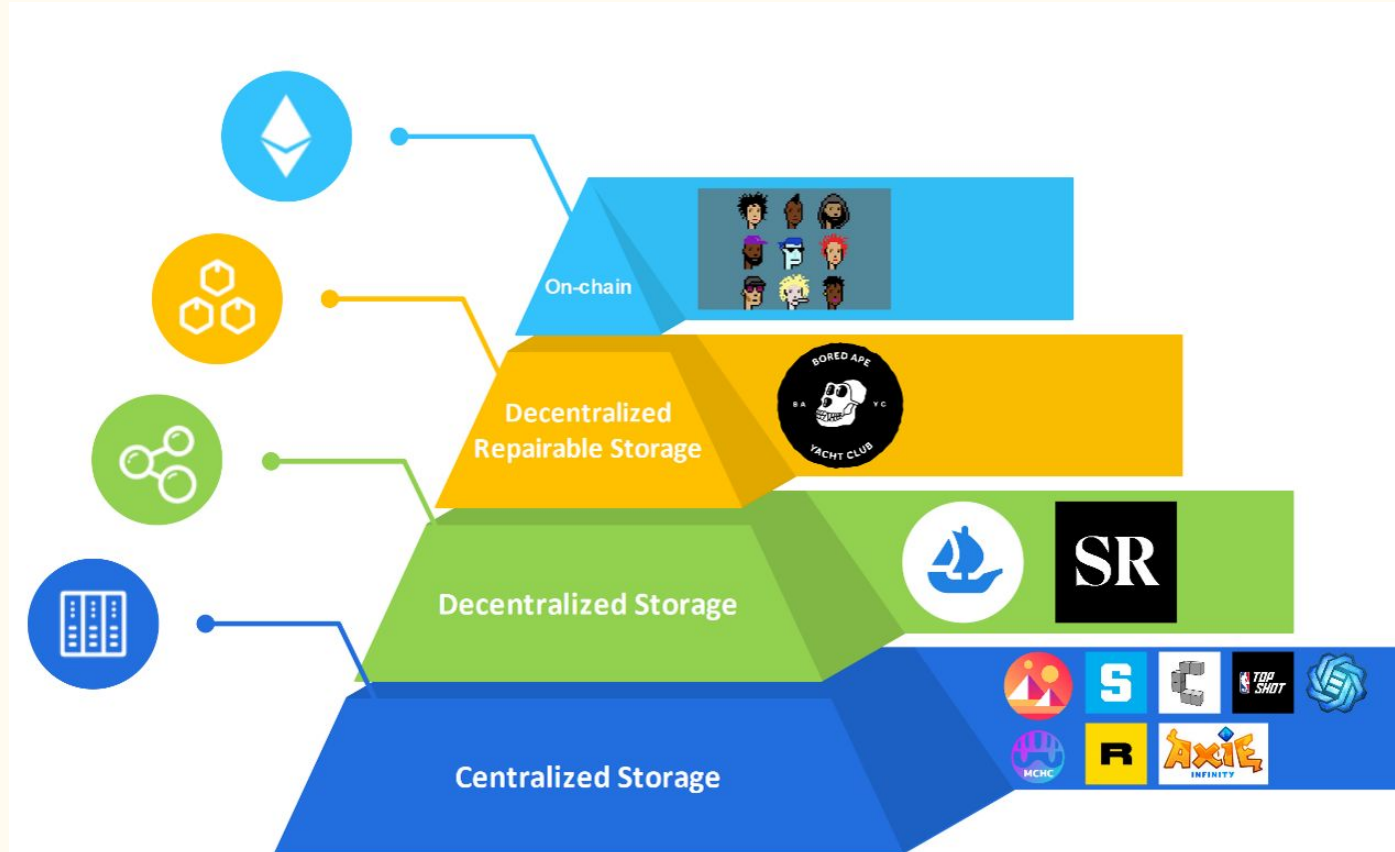 On-chain
BORED APE
BA YC
YACHT CLUB
Decentralized
Repairable Storage
SR
Decentralized Storage
S
C
TOP
SHOT
MCHC
R
AXIE
INFINITY
Centralized Storage